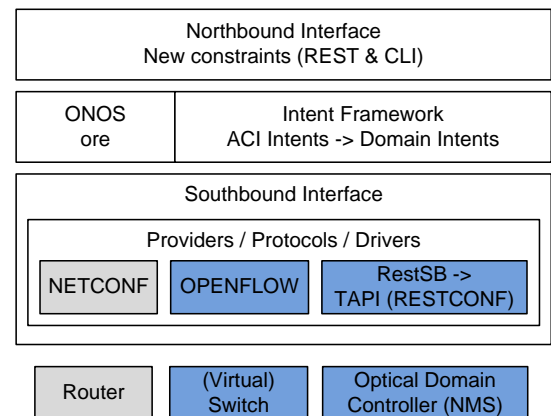 Northbound Interface
New constraints (REST & CLI)
ONOS
ore
Intent Framework
ACI Intents -> Domain Intents
Southbound Interface
Providers / Protocols / Drivers
NETCONF
OPENFLOW
RestSB ->
TAPI (RESTCONF)
Router
(Virtual)
Switch
Optical Domain
Controller (NMS)